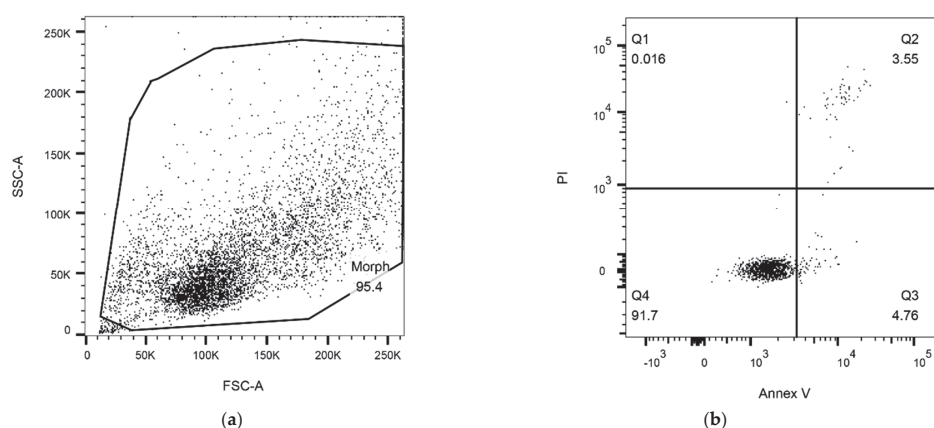 250K
200K
150K
100K
50K
0
SSC-A
Morph
95.4
0 50K 100K 150K 200K 250K
FSC-A
(a)
Q1
0.016
Q2
3.55
10^5
10^4
10^3
0
PI
Q4
91.7
Q3
4.76
-10^3 0 10^3 10^4 10^5
Annex V
(b)